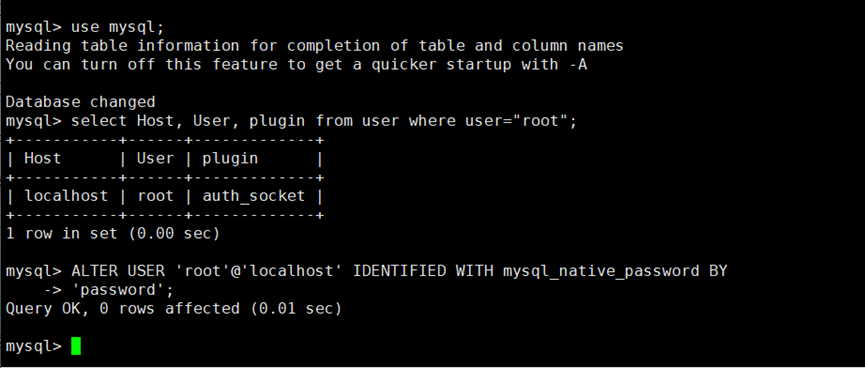 mysql> use mysql;
Reading table information for completion of table and column names
You can turn off this feature to get a quicker startup with -A
Database changed
mysql> select Host, User, plugin from user where user="root";
+-----------+------+-------------+
| Host      | User | plugin      |
+-----------+------+-------------+
| localhost | root | auth_socket |
+-----------+------+-------------+
1 row in set (0.00 sec)
mysql> ALTER USER 'root'@'localhost' IDENTIFIED WITH mysql_native_password BY
    -> 'password';
Query OK, 0 rows affected (0.01 sec)
mysql>